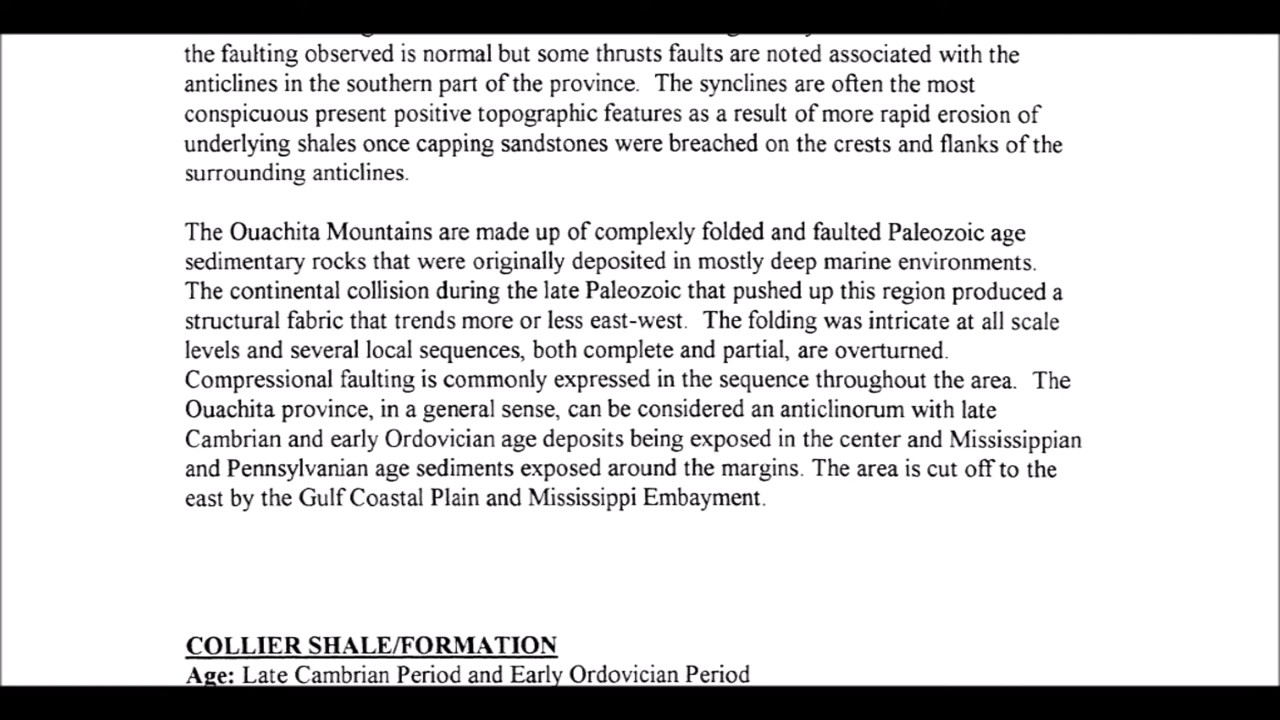 the faulting observed is normal but some thrusts faults are noted associated with the
anticlines in the southern part of the province.  The synclines are often the most
conspicuous present positive topographic features as a result of more rapid erosion of
underlying shales once capping sandstones were breached on the crests and flanks of the
surrounding anticlines.
The Ouachita Mountains are made up of complexly folded and faulted Paleozoic age
sedimentary rocks that were originally deposited in mostly deep marine environments.
The continental collision during the late Paleozoic that pushed up this region produced a
structural fabric that trends more or less east-west.  The folding was intricate at all scale
levels and several local sequences, both complete and partial, are overturned.
Compressional faulting is commonly expressed in the sequence throughout the area.  The
Ouachita province, in a general sense, can be considered an anticlinorum with late
Cambrian and early Ordovician age deposits being exposed in the center and Mississippian
and Pennsylvanian age sediments exposed around the margins. The area is cut off to the
east by the Gulf Coastal Plain and Mississippi Embayment.
COLLIER SHALE/FORMATION
Age: Late Cambrian Period and Early Ordovician Period